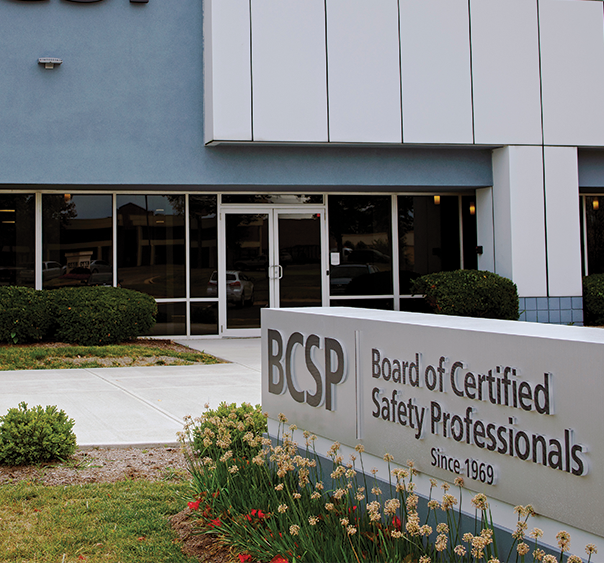 BCSP
Board of Certified
Safety Professionals
Since 1969